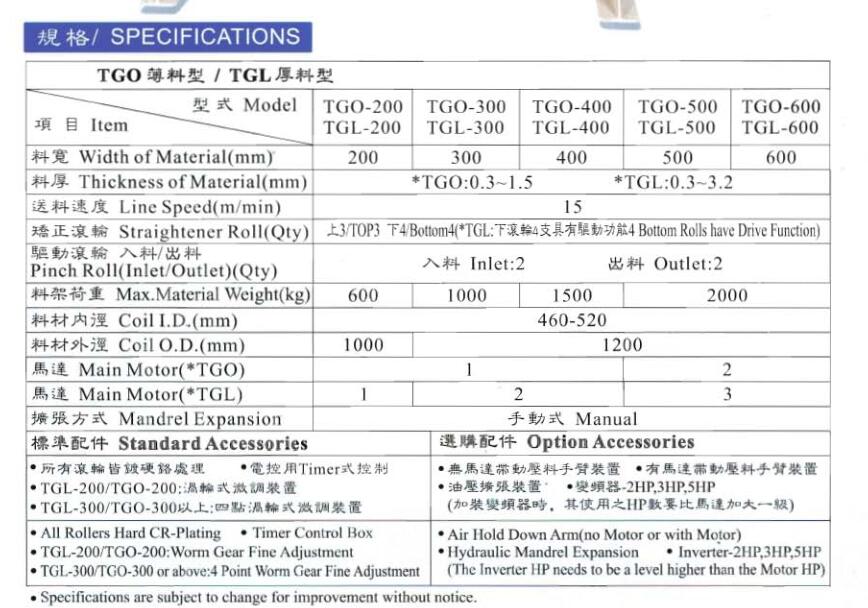 規格/ SPECIFICATIONS
TGO 薄料型 / TGL 厚料型
型式 Model
項目 Item
TGO-200 TGO-300 TGO-400 TGO-500 TGO-600
TGL-200 TGL-300 TGL-400 TGL-500 TGL-600
料寬 Width of Material(mm) 200 300 400 500 600
料厚 Thickness of Material(mm) *TGO:0.3~1.5 *TGL:0.3~3.2
送料速度 Line Speed(m/min) 15
矯正滾輪 Straightener Roll(Qty) 上3/TOP3 下4/Bottom4(*TGL:下滾輪4支具有驅動功能4 Bottom Rolls have Drive Function)
驅動滾輪 入料/出料
Pinch Roll(Inlet/Outlet)(Qty) 入料 Inlet:2 出料 Outlet:2
料架荷重 Max.Material Weight(kg) 600 1000 1500 2000
料材內徑 Coil I.D.(mm) 460-520
料材外徑 Coil O.D.(mm) 1000 1200
馬達 Main Motor(*TGO) 1 2
馬達 Main Motor(*TGL) 1 2 3
擴張方式 Mandrel Expansion 手動式 Manual
標準配件 Standard Accessories
• 所有滾輪皆鍍硬鉻處理 • 電控用Timer式控制
• TGL-200/TGO-200:渦輪式微調裝置
• TGL-300/TGO-300以上:四點渦輪式微調裝置
選購配件 Option Accessories
• 無馬達帶動壓料手臂裝置 • 有馬達帶動壓料手臂裝置
• 油壓擴張裝置 • 變頻器-2HP,3HP,5HP
(加裝變頻器時，其使用之HP數要比馬達加大一級)
• All Rollers Hard CR-Plating • Timer Control Box
• TGL-200/TGO-200:Worm Gear Fine Adjustment
• TGL-300/TGO-300 or above:4 Point Worm Gear Fine Adjustment
• Air Hold Down Arm(no Motor or with Motor)
• Hydraulic Mandrel Expansion • Inverter-2HP,3HP,5HP
(The Inverter HP needs to be a level higher than the Motor HP)
• Specifications are subject to change for improvement without notice.